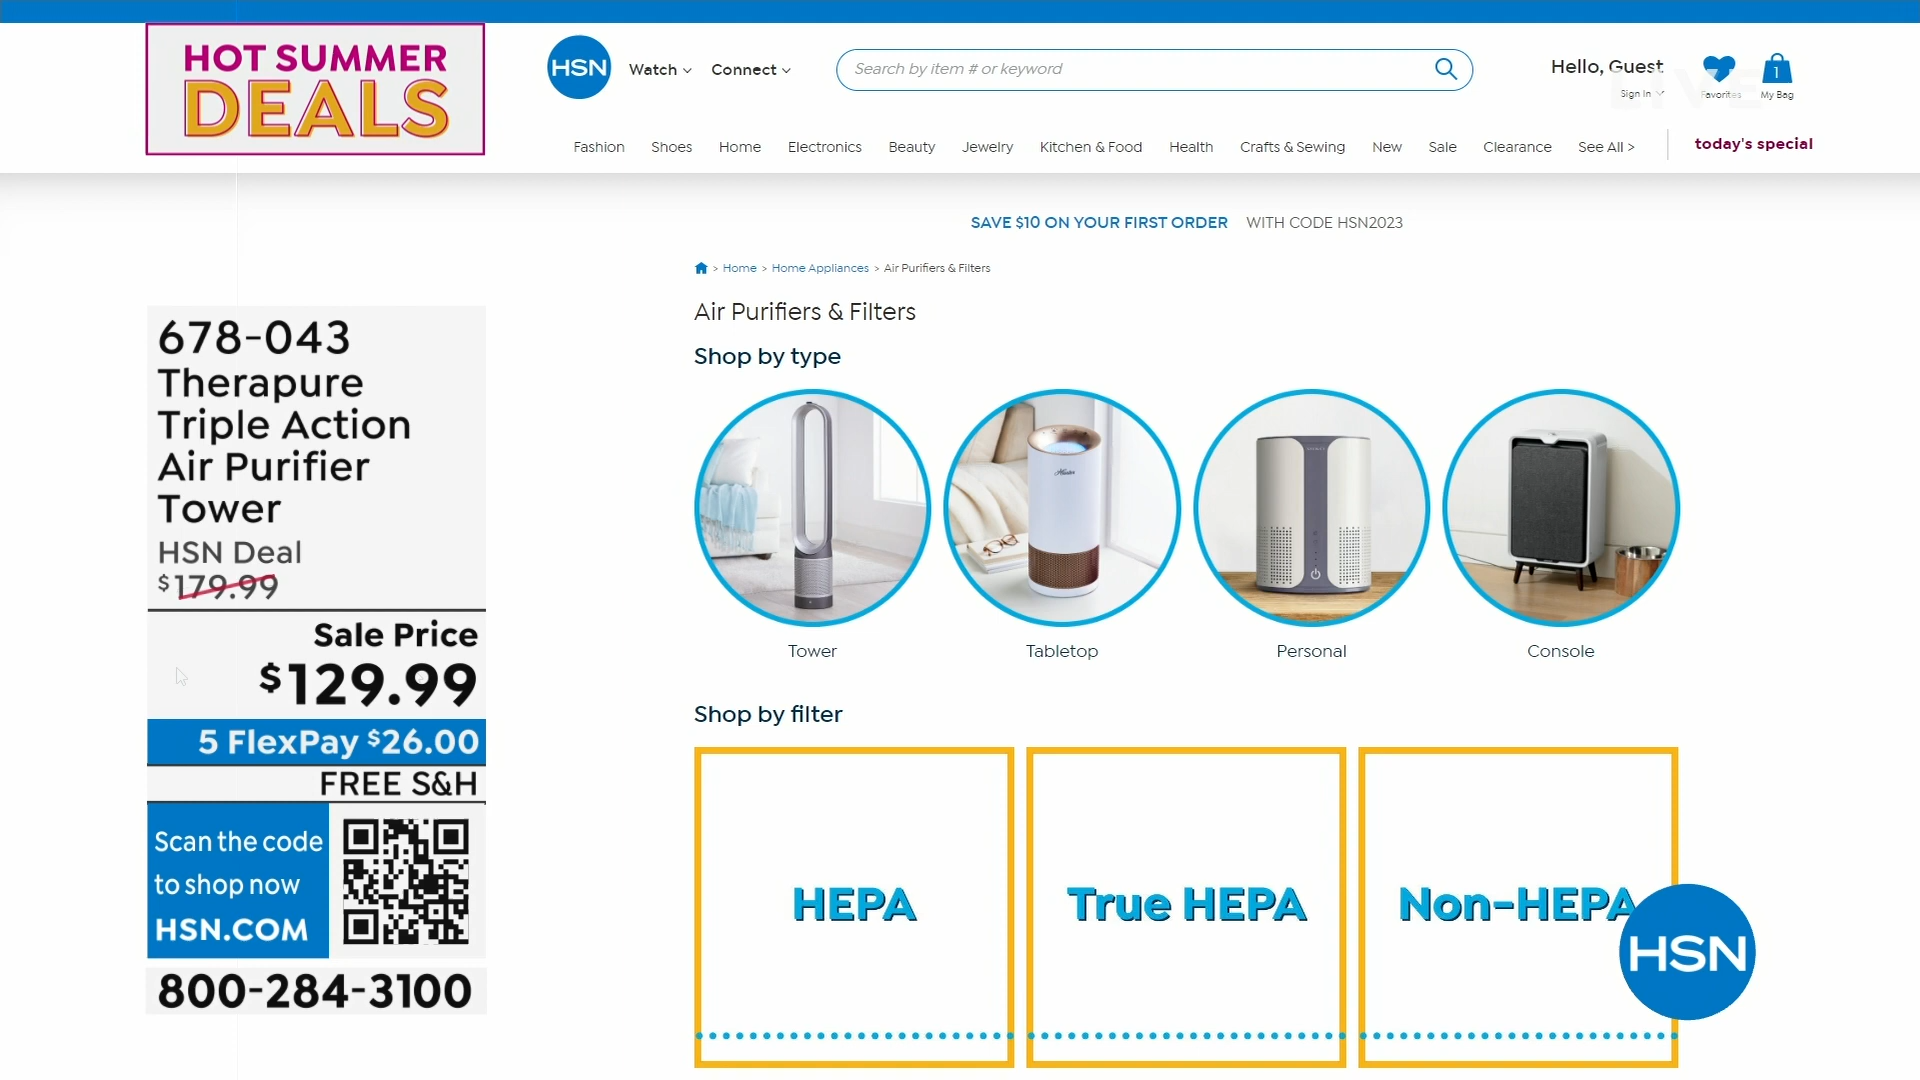 HOT SUMMER
DEALS
HSN
Watch
Connect
Search by item # or keyword
Hello, Guest
Sign In
Favorites
1
My Bag
LIVE
Fashion
Shoes
Home
Electronics
Beauty
Jewelry
Kitchen & Food
Health
Crafts & Sewing
New
Sale
Clearance
See All >
today's special
SAVE $10 ON YOUR FIRST ORDER WITH CODE HSN2023
> Home > Home Appliances > Air Purifiers & Filters
Air Purifiers & Filters
Shop by type
Hunter
Tower
Tabletop
Personal
Console
Shop by filter
HEPA
True HEPA
Non-HEPA
HSN
678-043
Therapure
Triple Action
Air Purifier
Tower
HSN Deal
$179.99
Sale Price
$129.99
5 FlexPay $26.00
FREE S&H
Scan the code
to shop now
HSN.COM
800-284-3100